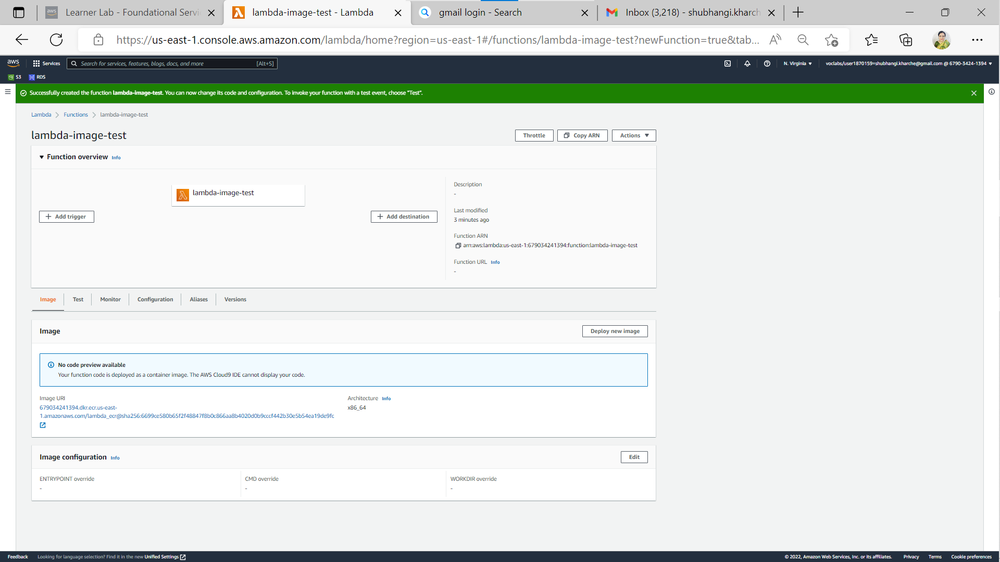 Learner Lab - Foundational Servi
lambda-image-test - Lambda
gmail login - Search
Inbox (3,218) - shubhangi.kharch
https://us-east-1.console.aws.amazon.com/lambda/home?region=us-east-1#/functions/lambda-image-test?newFunction=true&tab...
aws
Services
Search for services, features, blogs, docs, and more
[Alt+S]
N. Virginia
voclabs/user1870159=shubhangi.kharche@gmail.com @ 6790-3424-1394
S3
RDS
Successfully created the function lambda-image-test. You can now change its code and configuration. To invoke your function with a test event, choose "Test".
Lambda
Functions
lambda-image-test
lambda-image-test
Throttle
Copy ARN
Actions
Function overview Info
lambda-image-test
Add trigger
Add destination
Description
-
Last modified
3 minutes ago
Function ARN
arn:aws:lambda:us-east-1:679034241394:function:lambda-image-test
Function URL Info
-
Image
Test
Monitor
Configuration
Aliases
Versions
Image
Deploy new image
No code preview available
Your function code is deployed as a container image. The AWS Cloud9 IDE cannot display your code.
Image URI
679034241394.dkr.ecr.us-east-
1.amazonaws.com/lambda_ecr@sha256:6699ce580b65f2f48847f8b0c866aa8b4020d0b9cccf442b30e5b54ea19de9fc
Architecture Info
x86_64
Image configuration Info
Edit
ENTRYPOINT override
-
CMD override
-
WORKDIR override
-
Feedback
Looking for language selection? Find it in the new Unified Settings
© 2022, Amazon Web Services, Inc. or its affiliates.
Privacy
Terms
Cookie preferences